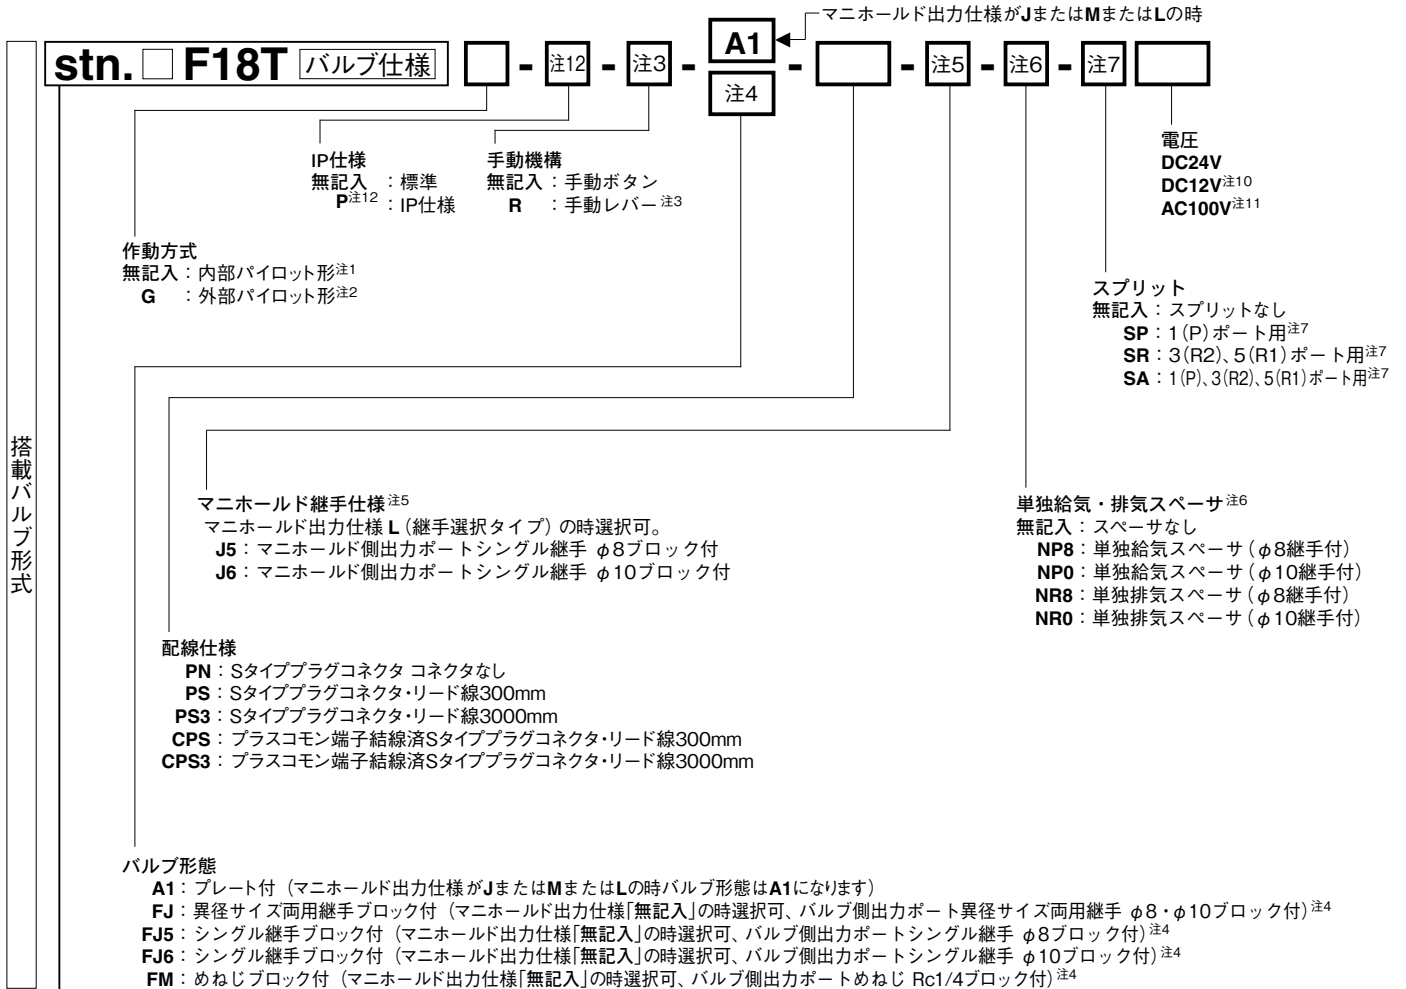 マニホールド出力仕様がJまたはMまたはLの時
stn. □ F18T バルブ仕様 □ - 注12 - 注3 - A1 - □ - 注5 - 注6 - 注7 □
注4
電圧
DC24V
DC12V注10
AC100V注11
IP仕様
無記入 : 標準
P注12 : IP仕様
手動機構
無記入 : 手動ボタン
R : 手動レバー注3
作動方式
無記入 : 内部パイロット形注1
G : 外部パイロット形注2
スプリット
無記入 : スプリットなし
SP : 1(P)ポート用注7
SR : 3(R2)、5(R1)ポート用注7
SA : 1(P)、3(R2)、5(R1)ポート用注7
搭載バルブ形式
マニホールド継手仕様注5
マニホールド出力仕様 L (継手選択タイプ) の時選択可。
J5 : マニホールド側出力ポートシングル継手 φ8ブロック付
J6 : マニホールド側出力ポートシングル継手 φ10ブロック付
単独給気・排気スペーサ注6
無記入 : スペーサなし
NP8 : 単独給気スペーサ (φ8継手付)
NP0 : 単独給気スペーサ (φ10継手付)
NR8 : 単独排気スペーサ (φ8継手付)
NR0 : 単独排気スペーサ (φ10継手付)
配線仕様
PN : Sタイププラグコネクタ コネクタなし
PS : Sタイププラグコネクタ・リード線300mm
PS3 : Sタイププラグコネクタ・リード線3000mm
CPS : プラスコモン端子結線済Sタイププラグコネクタ・リード線300mm
CPS3 : プラスコモン端子結線済Sタイププラグコネクタ・リード線3000mm
バルブ形態
A1 : プレート付 (マニホールド出力仕様がJまたはMまたはLの時バルブ形態はA1になります)
FJ : 異径サイズ両用継手ブロック付 (マニホールド出力仕様「無記入」の時選択可、バルブ側出力ポート異径サイズ両用継手 φ8・φ10ブロック付)注4
FJ5 : シングル継手ブロック付 (マニホールド出力仕様「無記入」の時選択可、バルブ側出力ポートシングル継手 φ8ブロック付)注4
FJ6 : シングル継手ブロック付 (マニホールド出力仕様「無記入」の時選択可、バルブ側出力ポートシングル継手 φ10ブロック付)注4
FM : めねじブロック付 (マニホールド出力仕様「無記入」の時選択可、バルブ側出力ポートめねじ Rc1/4ブロック付)注4